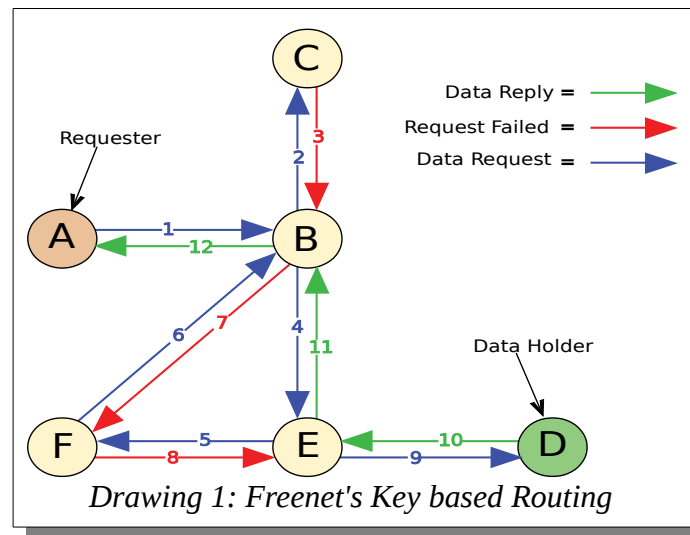 C
Data Reply =
Request Failed =
Data Request =
3
2
Requester
A
1
12
B
6
7
4
11
Data Holder
F
5
8
E
10
9
D
Drawing 1: Freenet's Key based Routing